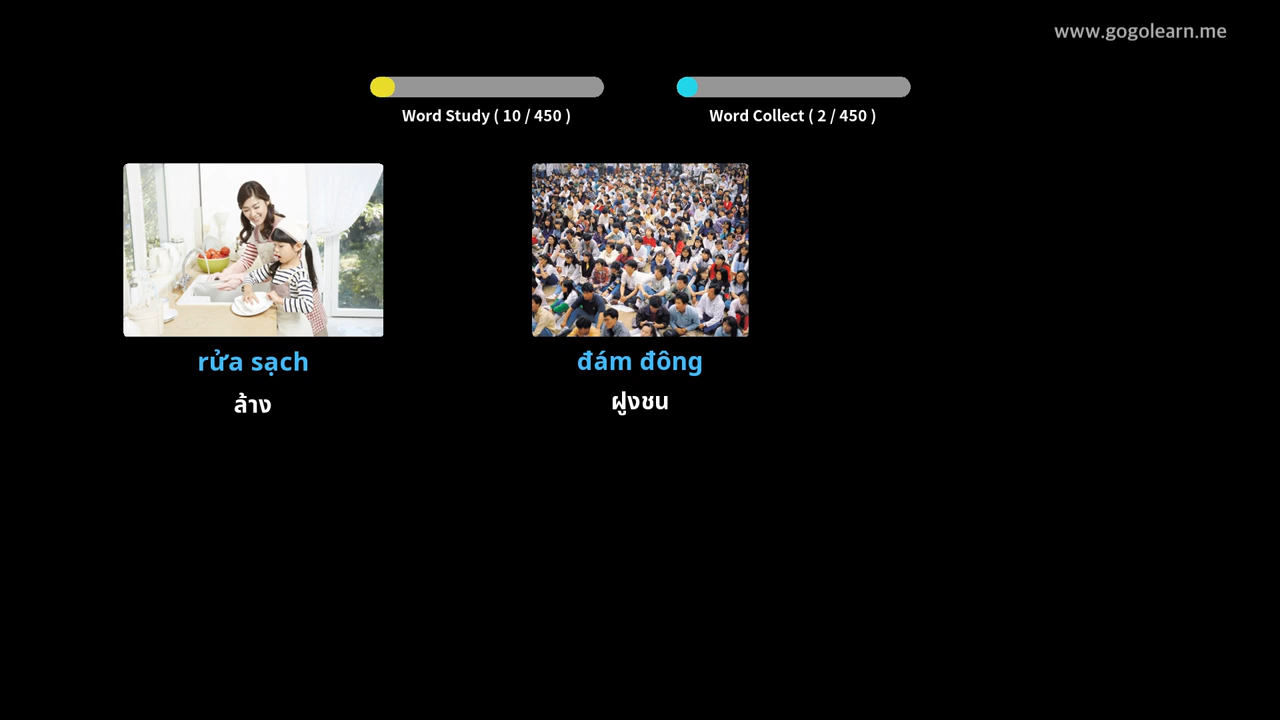 www.gogolearn.me
Word Study ( 10 / 450 )
Word Collect ( 2 / 450 )
rửa sạch
ล้าง
đám đông
ฝูงชน